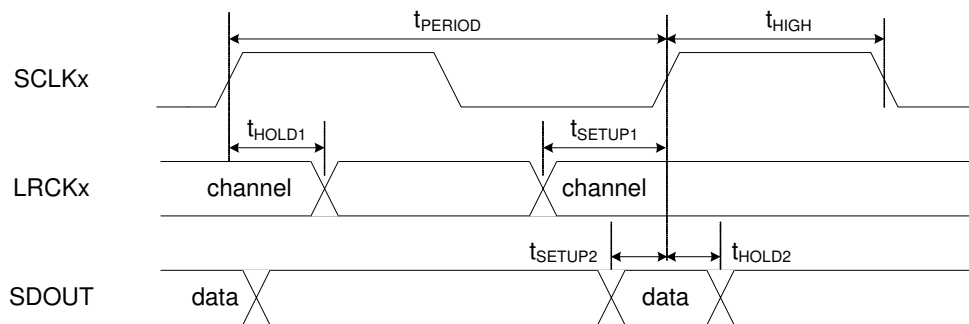 tPERIOD tHIGH
SCLKx
tHOLD1 tSETUP1
LRCKx channel channel
tSETUP2 tHOLD2
SDOUT data data